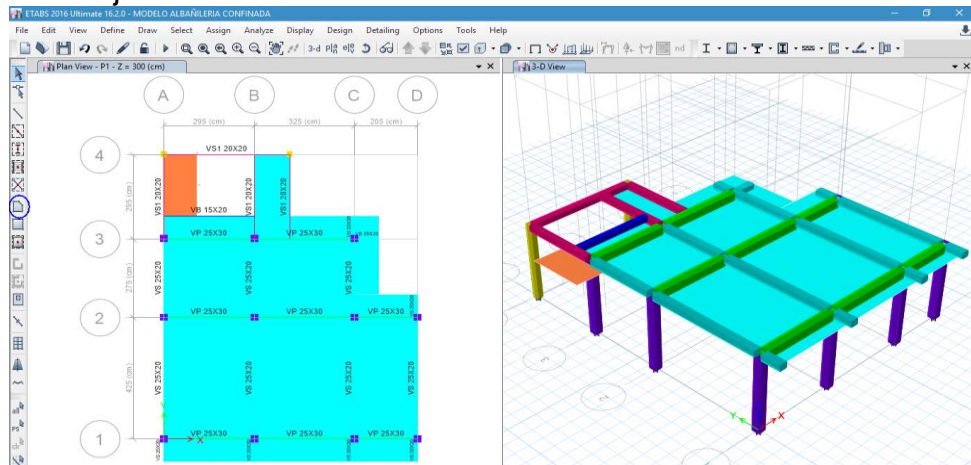 ETABS 2016 Ultimate 16.2.0 - MODELO ALBAÑILERIA CONFINADA
File Edit View Define Draw Select Assign Analyze Display Design Detailing Options Tools Help
3-d
nd
Plan View - P1 - Z = 300 (cm)
3-D View
A B C D
295 (cm) 325 (cm) 205 (cm)
4
VS1 20X20
295 (cm)
VS1 20X20 VS1 20X20 VS1 20X20
VB 15X20
3
VP 25X30 VP 25X30
275 (cm)
VS 25X20 VS 25X20 VS 25X20
2
VP 25X30 VP 25X30 VP 25X30
425 (cm)
VS 25X20 VS 25X20 VS 25X20 VS 25X20
1
VP 25X30 VP 25X30 VP 25X30
X
Y
X